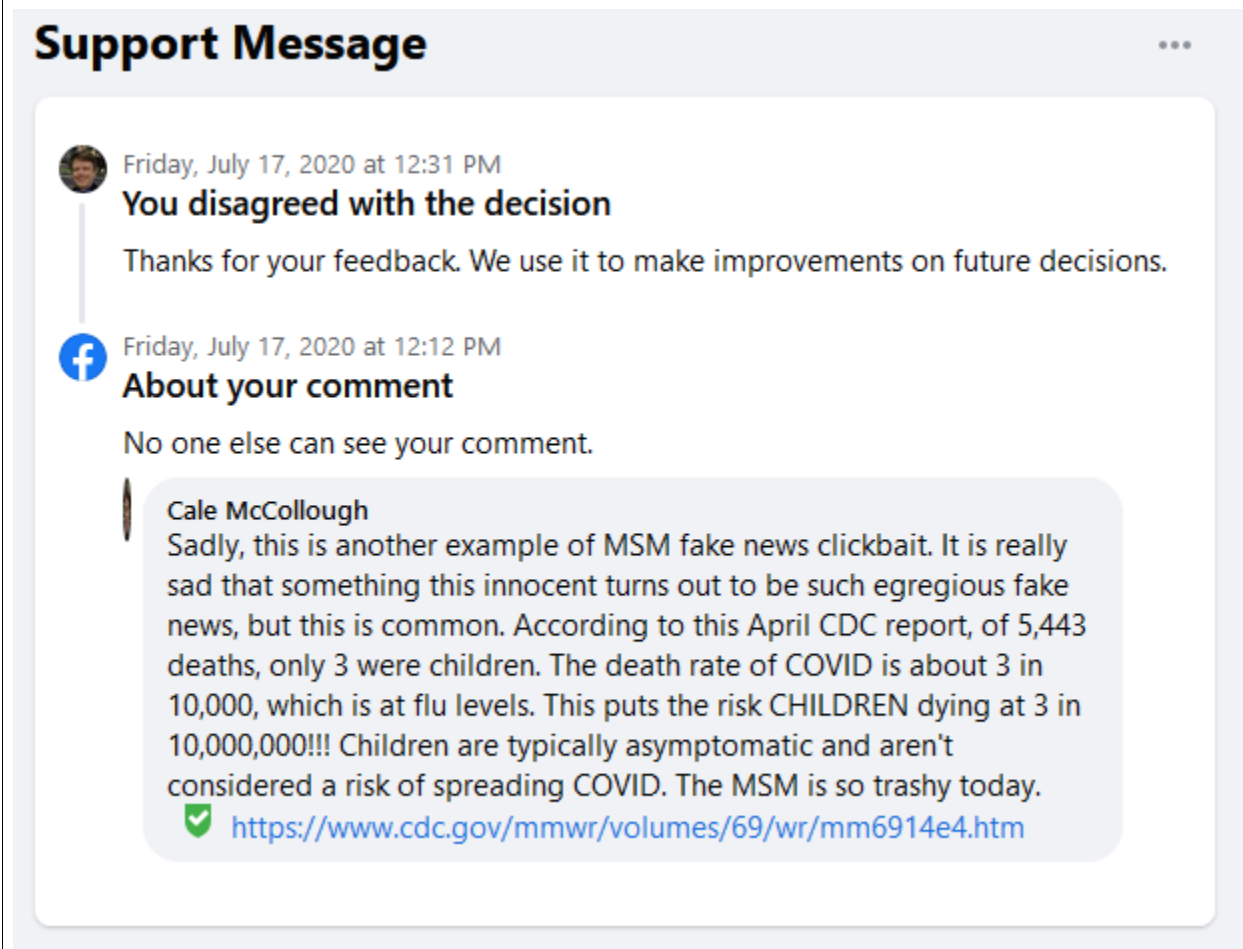 Support Message
Friday, July 17, 2020 at 12:31 PM
You disagreed with the decision
Thanks for your feedback. We use it to make improvements on future decisions.
Friday, July 17, 2020 at 12:12 PM
About your comment
No one else can see your comment.
Cale McCollough
Sadly, this is another example of MSM fake news clickbait. It is really
sad that something this innocent turns out to be such egregious fake
news, but this is common. According to this April CDC report, of 5,443
deaths, only 3 were children. The death rate of COVID is about 3 in
10,000, which is at flu levels. This puts the risk CHILDREN dying at 3 in
10,000,000!!! Children are typically asymptomatic and aren't
considered a risk of spreading COVID. The MSM is so trashy today.
https://www.cdc.gov/mmwr/volumes/69/wr/mm6914e4.htm